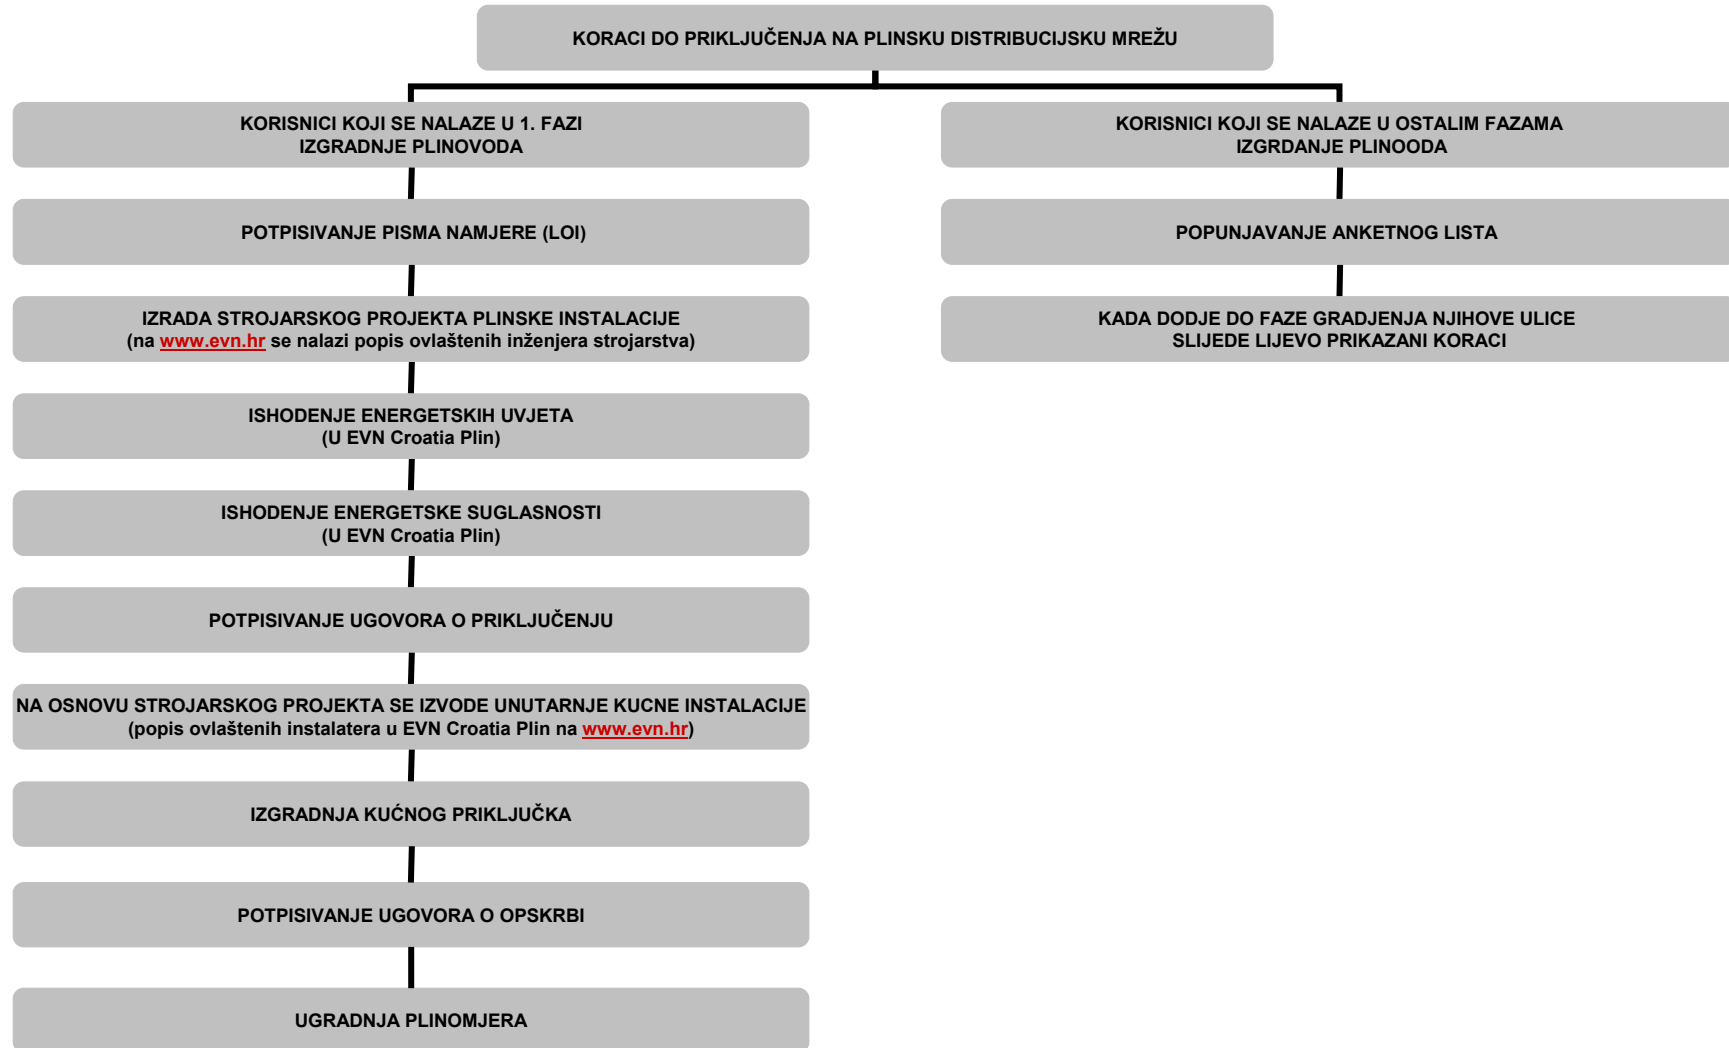 KORACI DO PRIKLJUČENJA NA PLINSKU DISTRIBUCIJSKU MREŽU
KORISNICI KOJI SE NALAZE U 1. FAZI
IZGRADNJE PLINOVODA
POTPISIVANJE PISMA NAMJERE (LOI)
IZRADA STROJARSKOG PROJEKTA PLINSKE INSTALACIJE
(na www.evn.hr se nalazi popis ovlaštenih inženjera strojarstva)
ISHODENJE ENERGETSKIH UVJETA
(U EVN Croatia Plin)
ISHODENJE ENERGETSKE SUGLASNOSTI
(U EVN Croatia Plin)
POTPISIVANJE UGOVORA O PRIKLJUČENJU
NA OSNOVU STROJARSKOG PROJEKTA SE IZVODE UNUTARNJE KUCNE INSTALACIJE
(popis ovlaštenih instalatera u EVN Croatia Plin na www.evn.hr)
IZGRADNJA KUĆNOG PRIKLJUČKA
POTPISIVANJE UGOVORA O OPSKRBI
UGRADNJA PLINOMJERA
KORISNICI KOJI SE NALAZE U OSTALIM FAZAMA
IZGRDANJE PLINOODA
POPUNJAVANJE ANKETNOG LISTA
KADA DODJE DO FAZE GRADJENJA NJIHOVE ULICE
SLIJEDE LIJEVO PRIKAZANI KORACI